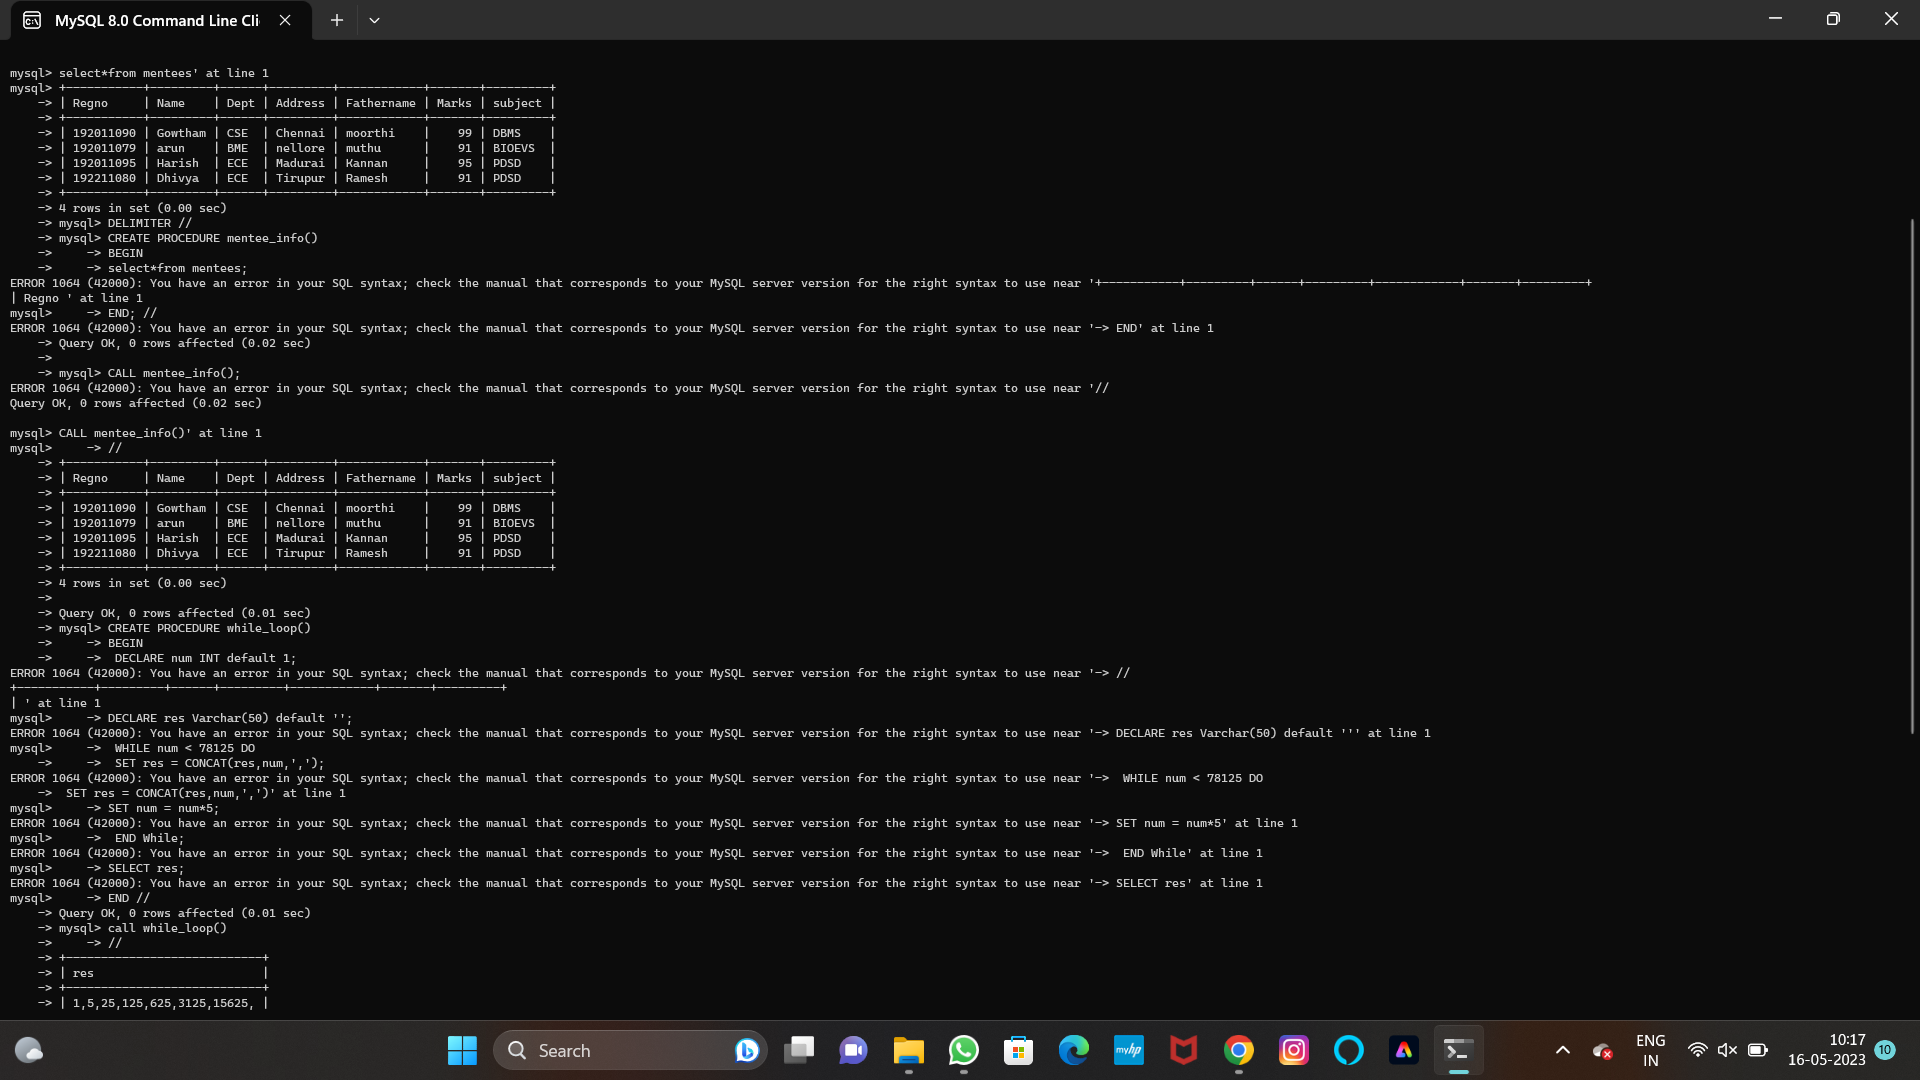 MySQL 8.0 Command Line Cli
mysql> select*from mentees' at line 1
mysql> +-----------+---------+------+---------+------------+-------+---------+
    -> | Regno     | Name    | Dept | Address | Fathername | Marks | subject |
    -> +-----------+---------+------+---------+------------+-------+---------+
    -> | 192011090 | Gowtham | CSE  | Chennai | moorthi    |    99 | DBMS    |
    -> | 192011079 | arun    | BME  | nellore | muthu      |    91 | BIOEVS  |
    -> | 192011095 | Harish  | ECE  | Madurai | Kannan     |    95 | PDSD    |
    -> | 192211080 | Dhivya  | ECE  | Tirupur | Ramesh     |    91 | PDSD    |
    -> +-----------+---------+------+---------+------------+-------+---------+
    -> 4 rows in set (0.00 sec)
    -> mysql> DELIMITER //
    -> mysql> CREATE PROCEDURE mentee_info()
    ->     -> BEGIN
    ->     -> select*from mentees;
ERROR 1064 (42000): You have an error in your SQL syntax; check the manual that corresponds to your MySQL server version for the right syntax to use near '+-----------+---------+------+---------+------------+-------+---------+
| Regno ' at line 1
mysql>     -> END; //
ERROR 1064 (42000): You have an error in your SQL syntax; check the manual that corresponds to your MySQL server version for the right syntax to use near '-> END' at line 1
    -> Query OK, 0 rows affected (0.02 sec)
    ->
    -> mysql> CALL mentee_info();
ERROR 1064 (42000): You have an error in your SQL syntax; check the manual that corresponds to your MySQL server version for the right syntax to use near '//
Query OK, 0 rows affected (0.02 sec)
mysql> CALL mentee_info()' at line 1
mysql>     -> //
    -> +-----------+---------+------+---------+------------+-------+---------+
    -> | Regno     | Name    | Dept | Address | Fathername | Marks | subject |
    -> +-----------+---------+------+---------+------------+-------+---------+
    -> | 192011090 | Gowtham | CSE  | Chennai | moorthi    |    99 | DBMS    |
    -> | 192011079 | arun    | BME  | nellore | muthu      |    91 | BIOEVS  |
    -> | 192011095 | Harish  | ECE  | Madurai | Kannan     |    95 | PDSD    |
    -> | 192211080 | Dhivya  | ECE  | Tirupur | Ramesh     |    91 | PDSD    |
    -> +-----------+---------+------+---------+------------+-------+---------+
    -> 4 rows in set (0.00 sec)
    ->
    -> Query OK, 0 rows affected (0.01 sec)
    -> mysql> CREATE PROCEDURE while_loop()
    ->     -> BEGIN
    ->     ->  DECLARE num INT default 1;
ERROR 1064 (42000): You have an error in your SQL syntax; check the manual that corresponds to your MySQL server version for the right syntax to use near '-> //
+-----------+---------+------+---------+------------+-------+---------+
| ' at line 1
mysql>     -> DECLARE res Varchar(50) default '';
ERROR 1064 (42000): You have an error in your SQL syntax; check the manual that corresponds to your MySQL server version for the right syntax to use near '-> DECLARE res Varchar(50) default ''' at line 1
mysql>     ->  WHILE num < 78125 DO
    ->     ->  SET res = CONCAT(res,num,',');
ERROR 1064 (42000): You have an error in your SQL syntax; check the manual that corresponds to your MySQL server version for the right syntax to use near '->  WHILE num < 78125 DO
    ->  SET res = CONCAT(res,num,',')' at line 1
mysql>     -> SET num = num*5;
ERROR 1064 (42000): You have an error in your SQL syntax; check the manual that corresponds to your MySQL server version for the right syntax to use near '-> SET num = num*5' at line 1
mysql>     ->  END While;
ERROR 1064 (42000): You have an error in your SQL syntax; check the manual that corresponds to your MySQL server version for the right syntax to use near '->  END While' at line 1
mysql>     -> SELECT res;
ERROR 1064 (42000): You have an error in your SQL syntax; check the manual that corresponds to your MySQL server version for the right syntax to use near '-> SELECT res' at line 1
mysql>     -> END //
    -> Query OK, 0 rows affected (0.01 sec)
    -> mysql> call while_loop()
    ->     -> //
    -> +----------------------------+
    -> | res                        |
    -> +----------------------------+
    -> | 1,5,25,125,625,3125,15625, |
Search
myhp
ENG
IN
10:17
16-05-2023
10